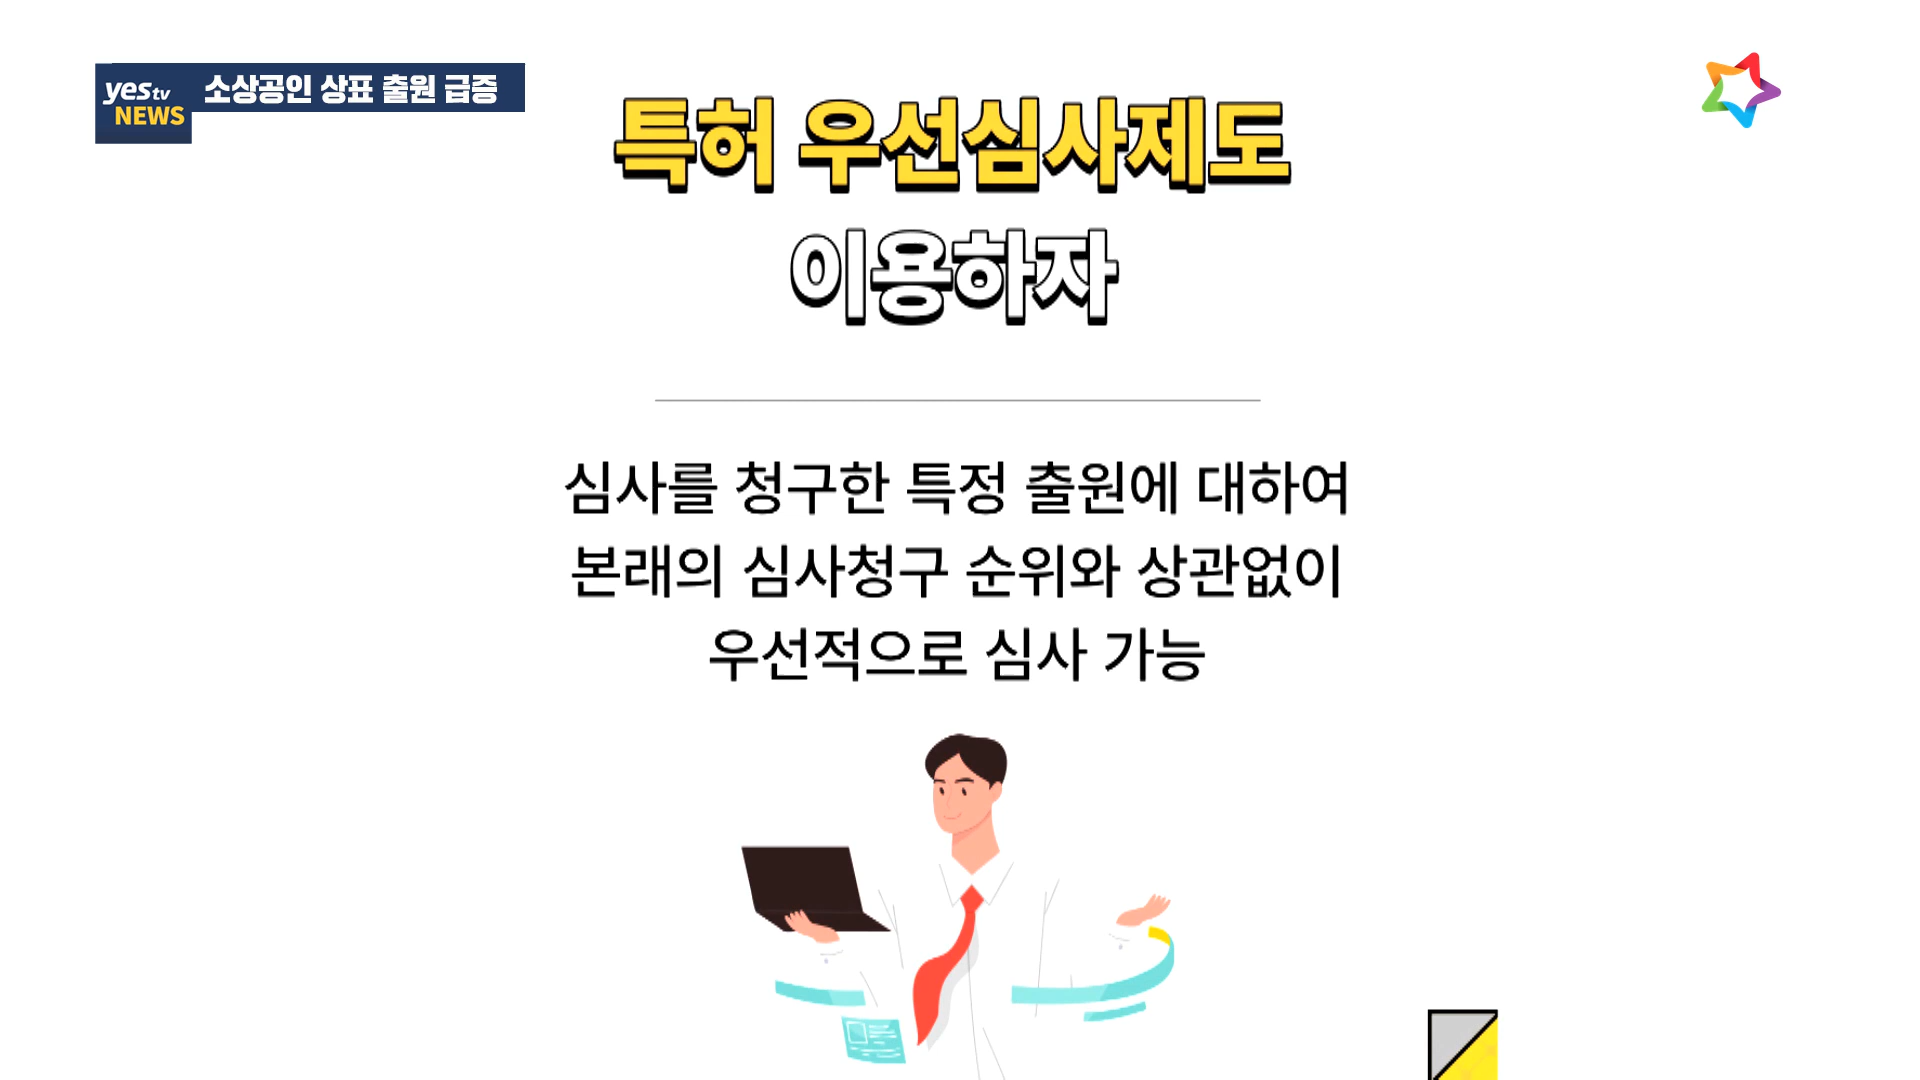 yes tv
NEWS
소상공인 상표 출원 급증
특허 우선심사제도
이용하자
심사를 청구한 특정 출원에 대하여
본래의 심사청구 순위와 상관없이
우선적으로 심사 가능